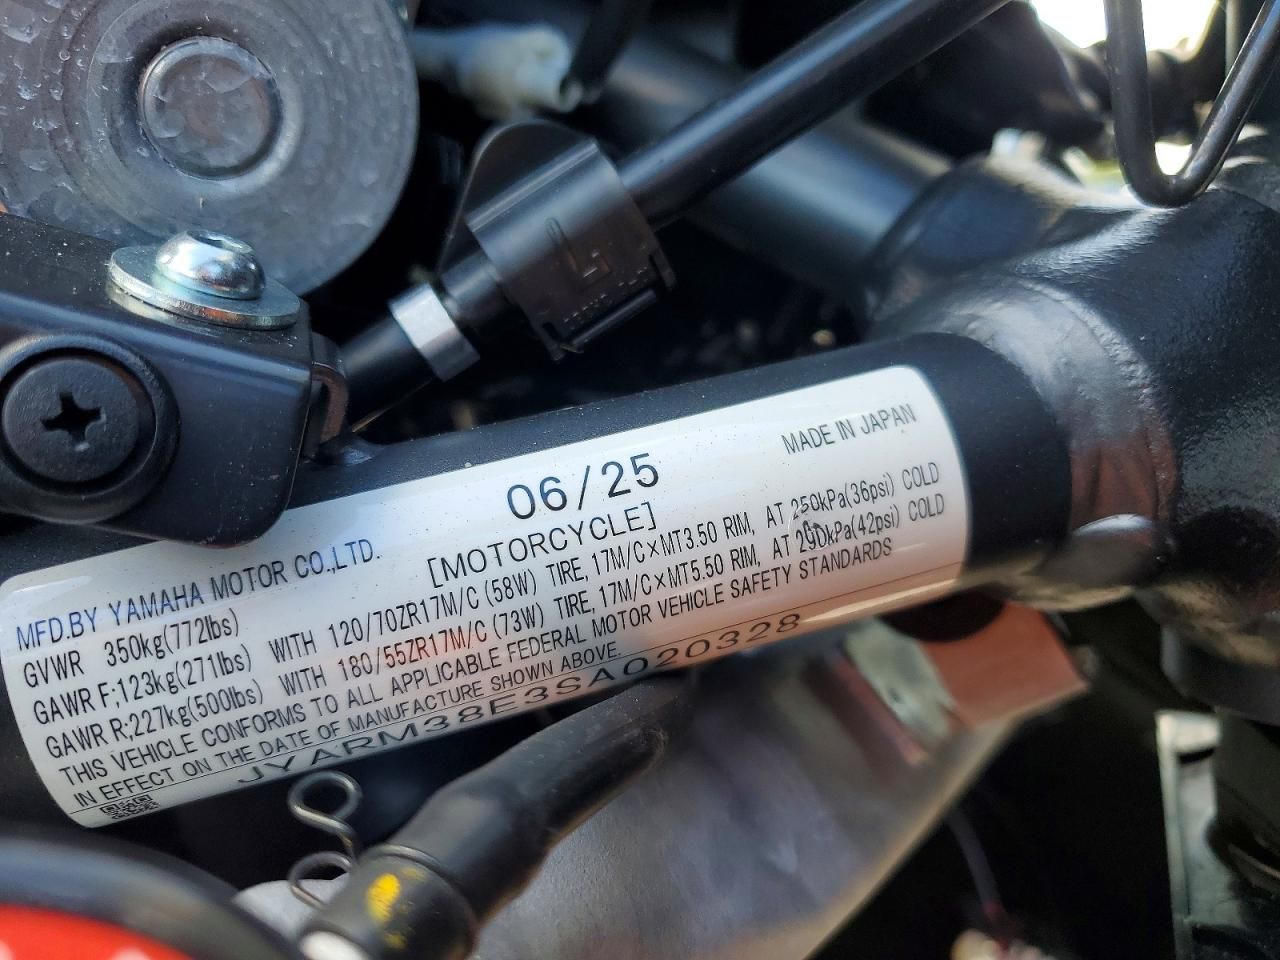 MFD.BY YAMAHA MOTOR CO.,LTD.
06/25
MADE IN JAPAN
[MOTORCYCLE]
GVWR 350kg(772lbs)
GAWR F;123kg(271lbs) WITH 120/70ZR17M/C (58W) TIRE, 17M/C×MT3.50 RIM, AT 250kPa(36psi) COLD
GAWR R;227kg(500lbs) WITH 180/55ZR17M/C (73W) TIRE, 17M/C×MT5.50 RIM, AT 290kPa(42psi) COLD
THIS VEHICLE CONFORMS TO ALL APPLICABLE FEDERAL MOTOR VEHICLE SAFETY STANDARDS
IN EFFECT ON THE DATE OF MANUFACTURE SHOWN ABOVE.
JYARM38E3SA020328